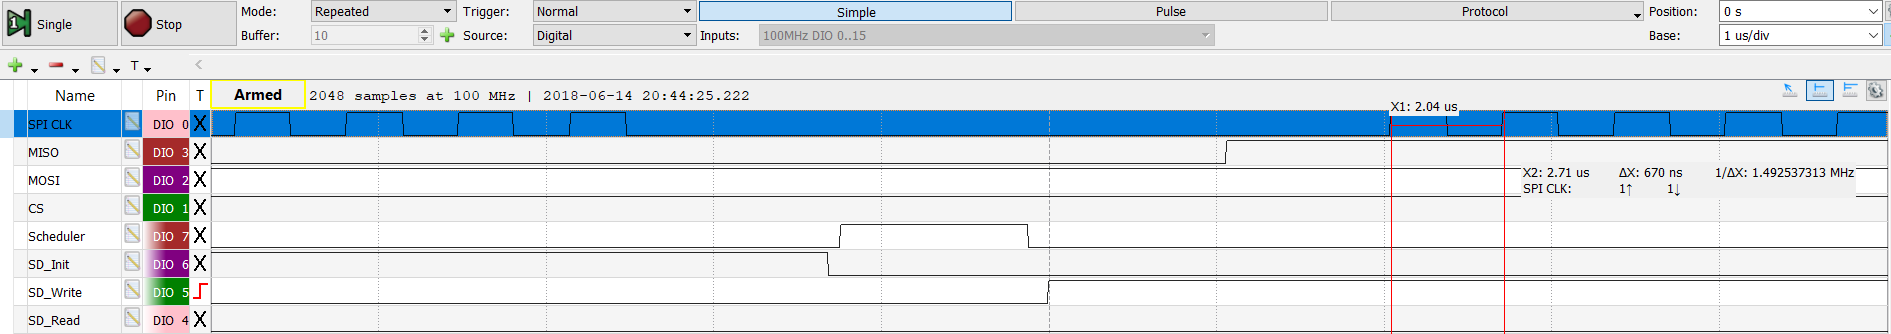 Single Stop Mode: Repeated Trigger: Normal Simple Pulse Protocol Position: 0 s
Buffer: 10 Source: Digital Inputs: 100MHz DIO 0..15 Base: 1 us/div
T
Name Pin T Armed 2048 samples at 100 MHz | 2018-06-14 20:44:25.222
X1: 2.04 us
SPI CLK DIO 0 X
MISO DIO 3 X
MOSI DIO 2 X X2: 2.71 us ΔX: 670 ns 1/ΔX: 1.492537313 MHz
SPI CLK: 1↑ 1↓
CS DIO 1 X
Scheduler DIO 7 X
SD_Init DIO 6 X
SD_Write DIO 5
SD_Read DIO 4 X